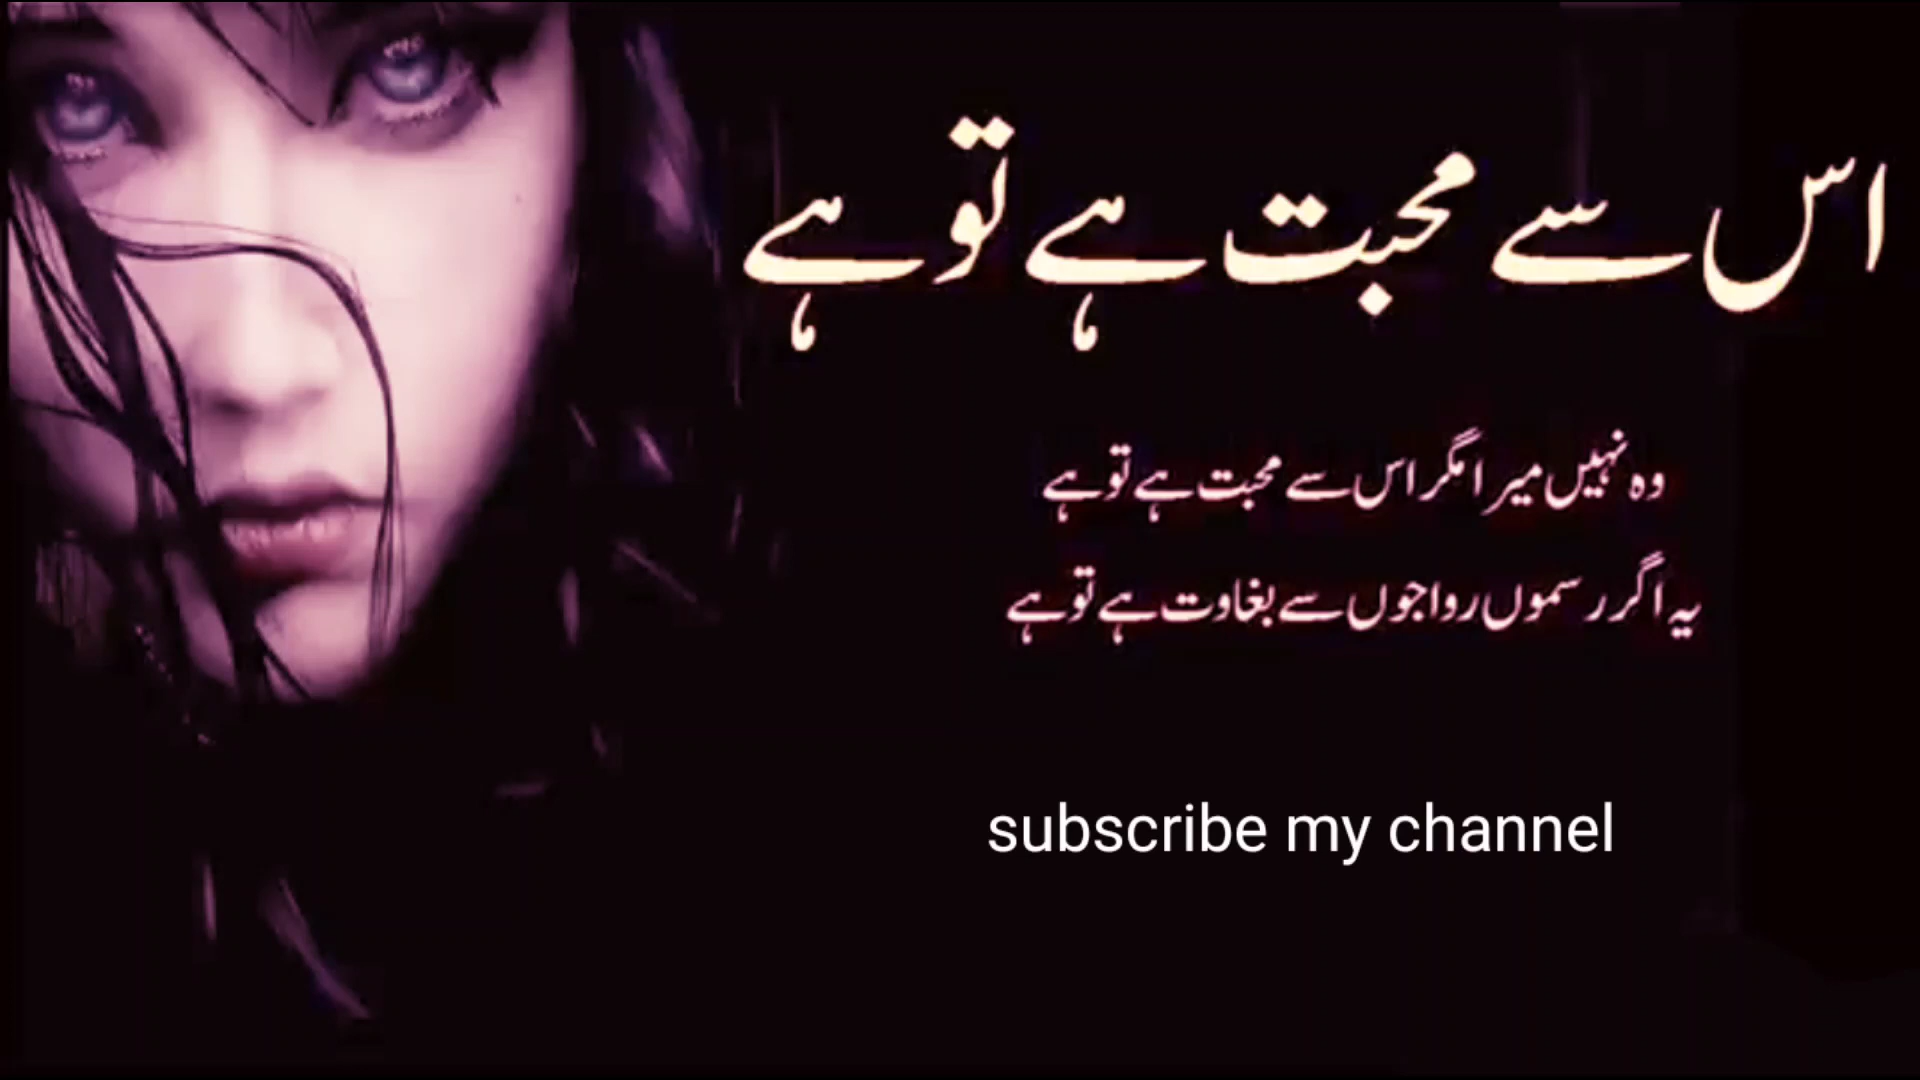 اس سے محبت ہے تو ہے
وہ نہیں میرا مگر اس سے محبت ہے تو ہے
یہ اگر رسموں رواجوں سے بغاوت ہے تو ہے
subscribe my channel